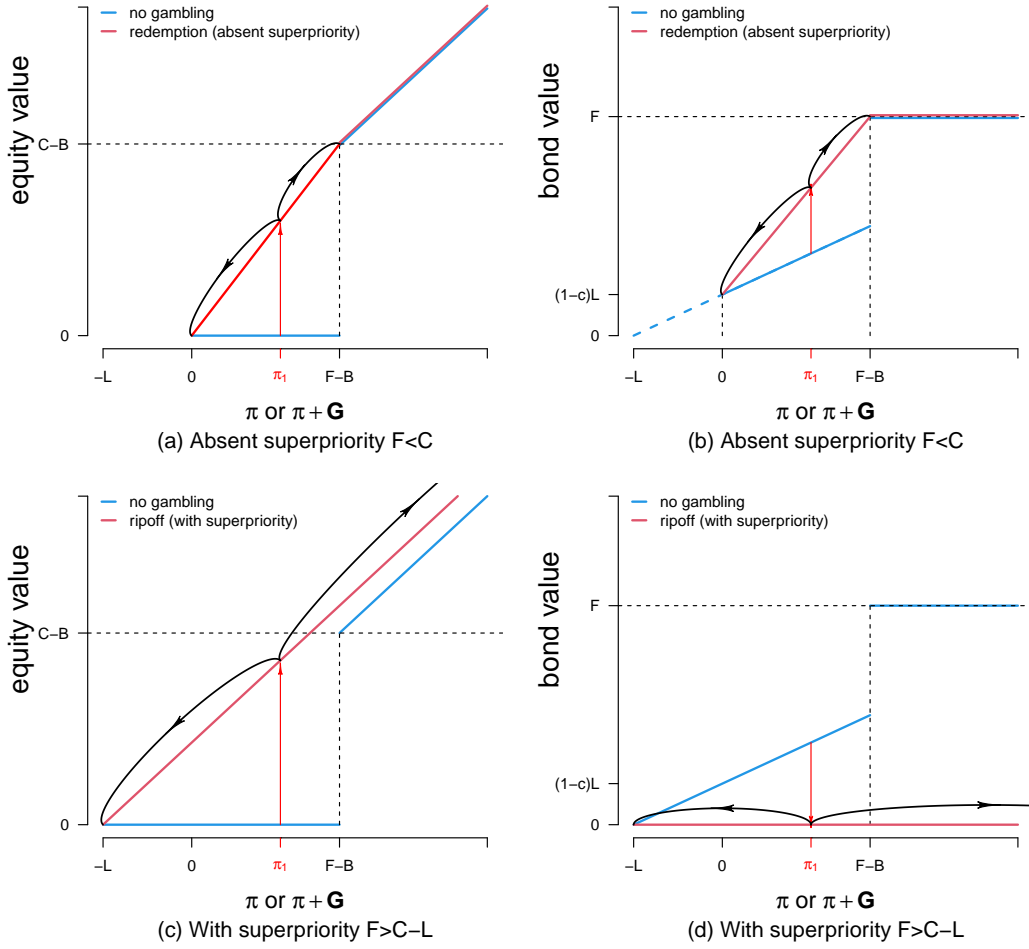 no gambling
redemption (absent superpriority)
equity value
C−B
0
−L
0
π1
F−B
π or π + G
(a) Absent superpriority F<C
no gambling
redemption (absent superpriority)
bond value
F
(1−c)L
0
−L
0
π1
F−B
π or π + G
(b) Absent superpriority F<C
no gambling
ripoff (with superpriority)
equity value
C−B
0
−L
0
π1
F−B
π or π + G
(c) With superpriority F>C−L
no gambling
ripoff (with superpriority)
bond value
F
(1−c)L
0
−L
0
π1
F−B
π or π + G
(d) With superpriority F>C−L